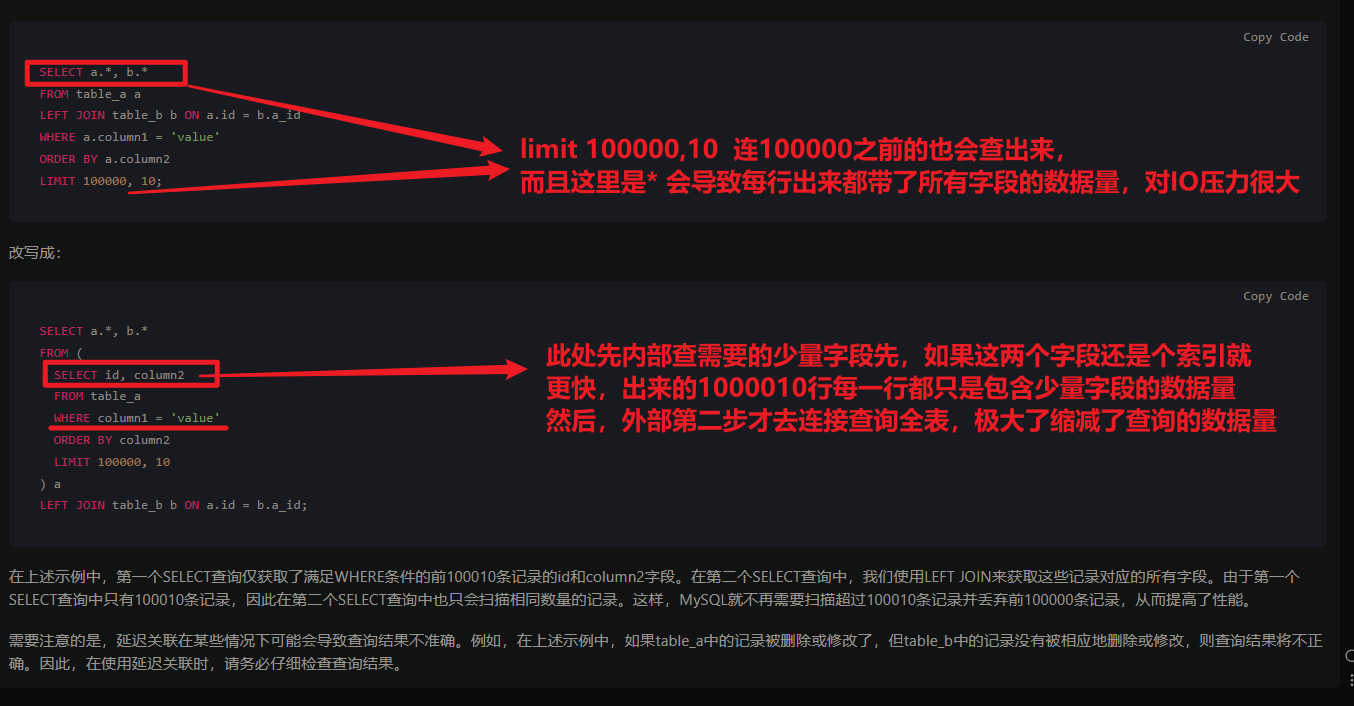 Copy Code
SELECT a.*, b.*
FROM table_a a
LEFT JOIN table_b b ON a.id = b.a_id
WHERE a.column1 = 'value'
ORDER BY a.column2
LIMIT 100000, 10;
limit 100000,10 连100000之前的也会查出来，
而且这里是* 会导致每行出来都带了所有字段的数据量，对IO压力很大
改写成：
Copy Code
SELECT a.*, b.*
FROM (
SELECT id, column2
FROM table_a
WHERE column1 = 'value'
ORDER BY column2
LIMIT 100000, 10
) a
LEFT JOIN table_b b ON a.id = b.a_id;
此处先内部查需要的少量字段先，如果这两个字段还是个索引就
更快，出来的1000010行每一行都只是包含少量字段的数据量
然后，外部第二步才去连接查询全表，极大了缩减了查询的数据量
在上述示例中，第一个SELECT查询仅获取了满足WHERE条件的前100010条记录的id和column2字段。在第二个SELECT查询中，我们使用LEFT JOIN来获取这些记录对应的所有字段。由于第一个
SELECT查询中只有100010条记录，因此在第二个SELECT查询中也只会扫描相同数量的记录。这样，MySQL就不再需要扫描超过100010条记录并丢弃前100000条记录，从而提高了性能。
需要注意的是，延迟关联在某些情况下可能会导致查询结果不准确。例如，在上述示例中，如果table_a中的记录被删除或修改了，但table_b中的记录没有被相应地删除或修改，则查询结果将不正
确。因此，在使用延迟关联时，请务必仔细检查查询结果。